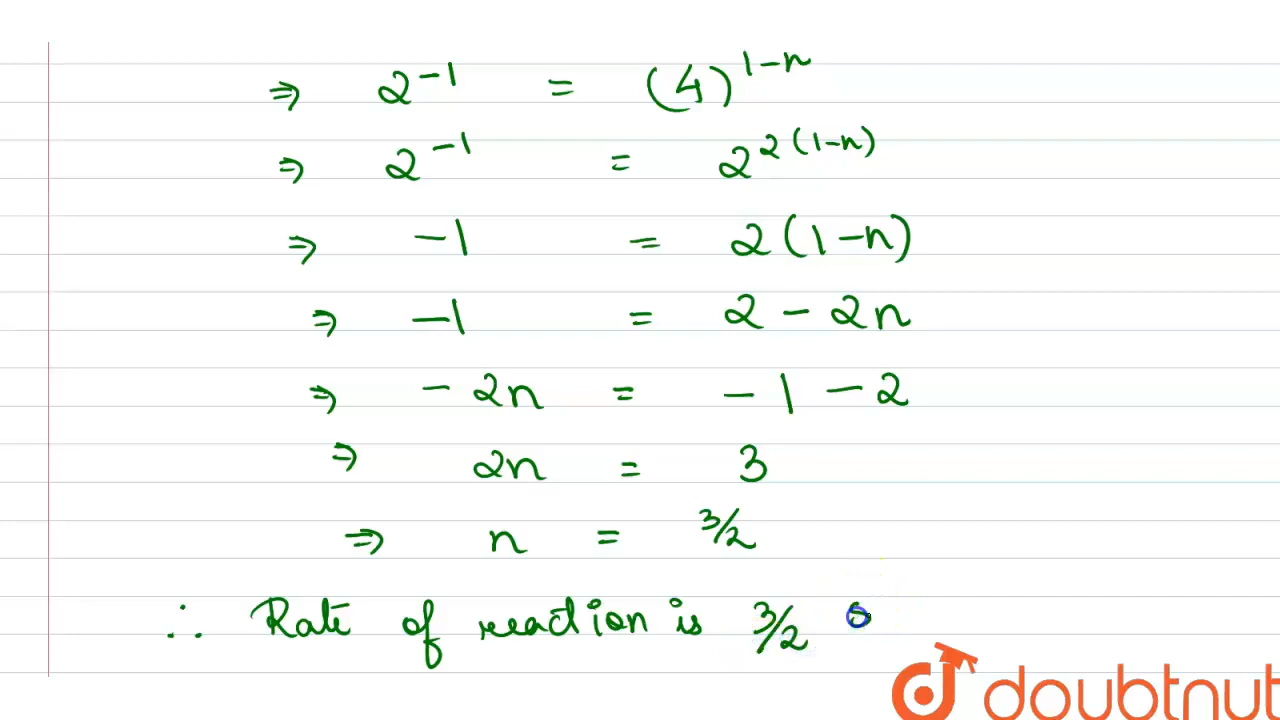 ⇒ 2^{-1} = (4)^{1-n}
⇒ 2^{-1} = 2^{2(1-n)}
⇒ -1 = 2(1-n)
⇒ -1 = 2 - 2n
⇒ -2n = -1 - 2
⇒ 2n = 3
⇒ n = 3/2
∴ Rate of reaction is 3/2
doubtnut